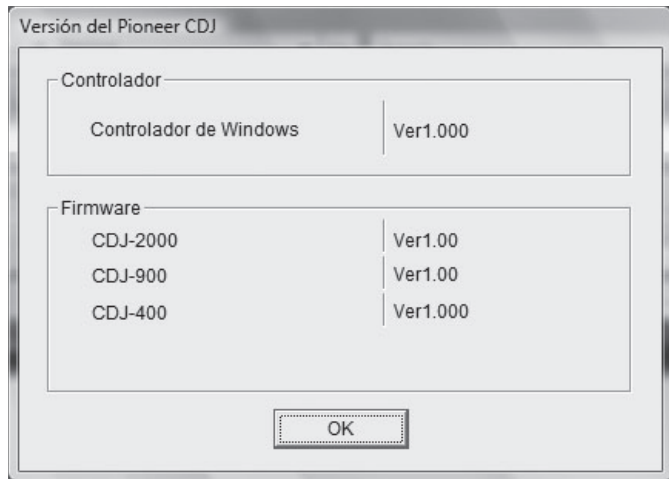 Versión del Pioneer CDJ
Controlador
Controlador de Windows Ver1.000
Firmware
CDJ-2000 Ver1.00
CDJ-900 Ver1.00
CDJ-400 Ver1.000
OK